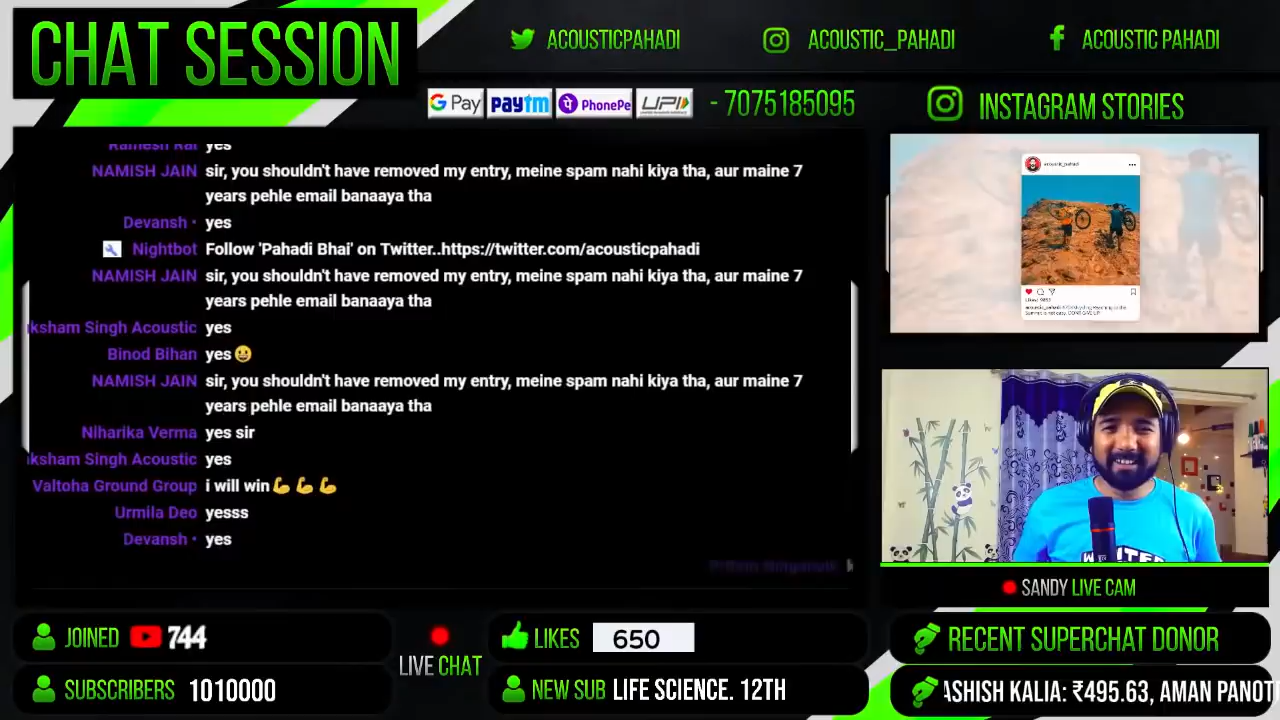 CHAT SESSION
ACOUSTICPAHADI
ACOUSTIC_PAHADI
ACOUSTIC PAHADI
G Pay paytm PhonePe UPI - 7075185095
INSTAGRAM STORIES
Ramesh Rai yes
NAMISH JAIN sir, you shouldn't have removed my entry, meine spam nahi kiya tha, aur maine 7
years pehle email banaaya tha
Devansh • yes
Nightbot Follow 'Pahadi Bhai' on Twitter..https://twitter.com/acousticpahadi
NAMISH JAIN sir, you shouldn't have removed my entry, meine spam nahi kiya tha, aur maine 7
years pehle email banaaya tha
ksham Singh Acoustic yes
Binod Bihan yes😃
NAMISH JAIN sir, you shouldn't have removed my entry, meine spam nahi kiya tha, aur maine 7
years pehle email banaaya tha
Niharika Verma yes sir
ksham Singh Acoustic yes
Valtoha Ground Group i will win💪💪💪
Urmila Deo yesss
Devansh • yes
acoustic_pahadi
SANDY LIVE CAM
JOINED 744
LIVE CHAT
LIKES 650
RECENT SUPERCHAT DONOR
SUBSCRIBERS 1010000
NEW SUB LIFE SCIENCE. 12TH
ASHISH KALIA: ₹495.63, AMAN PANOT